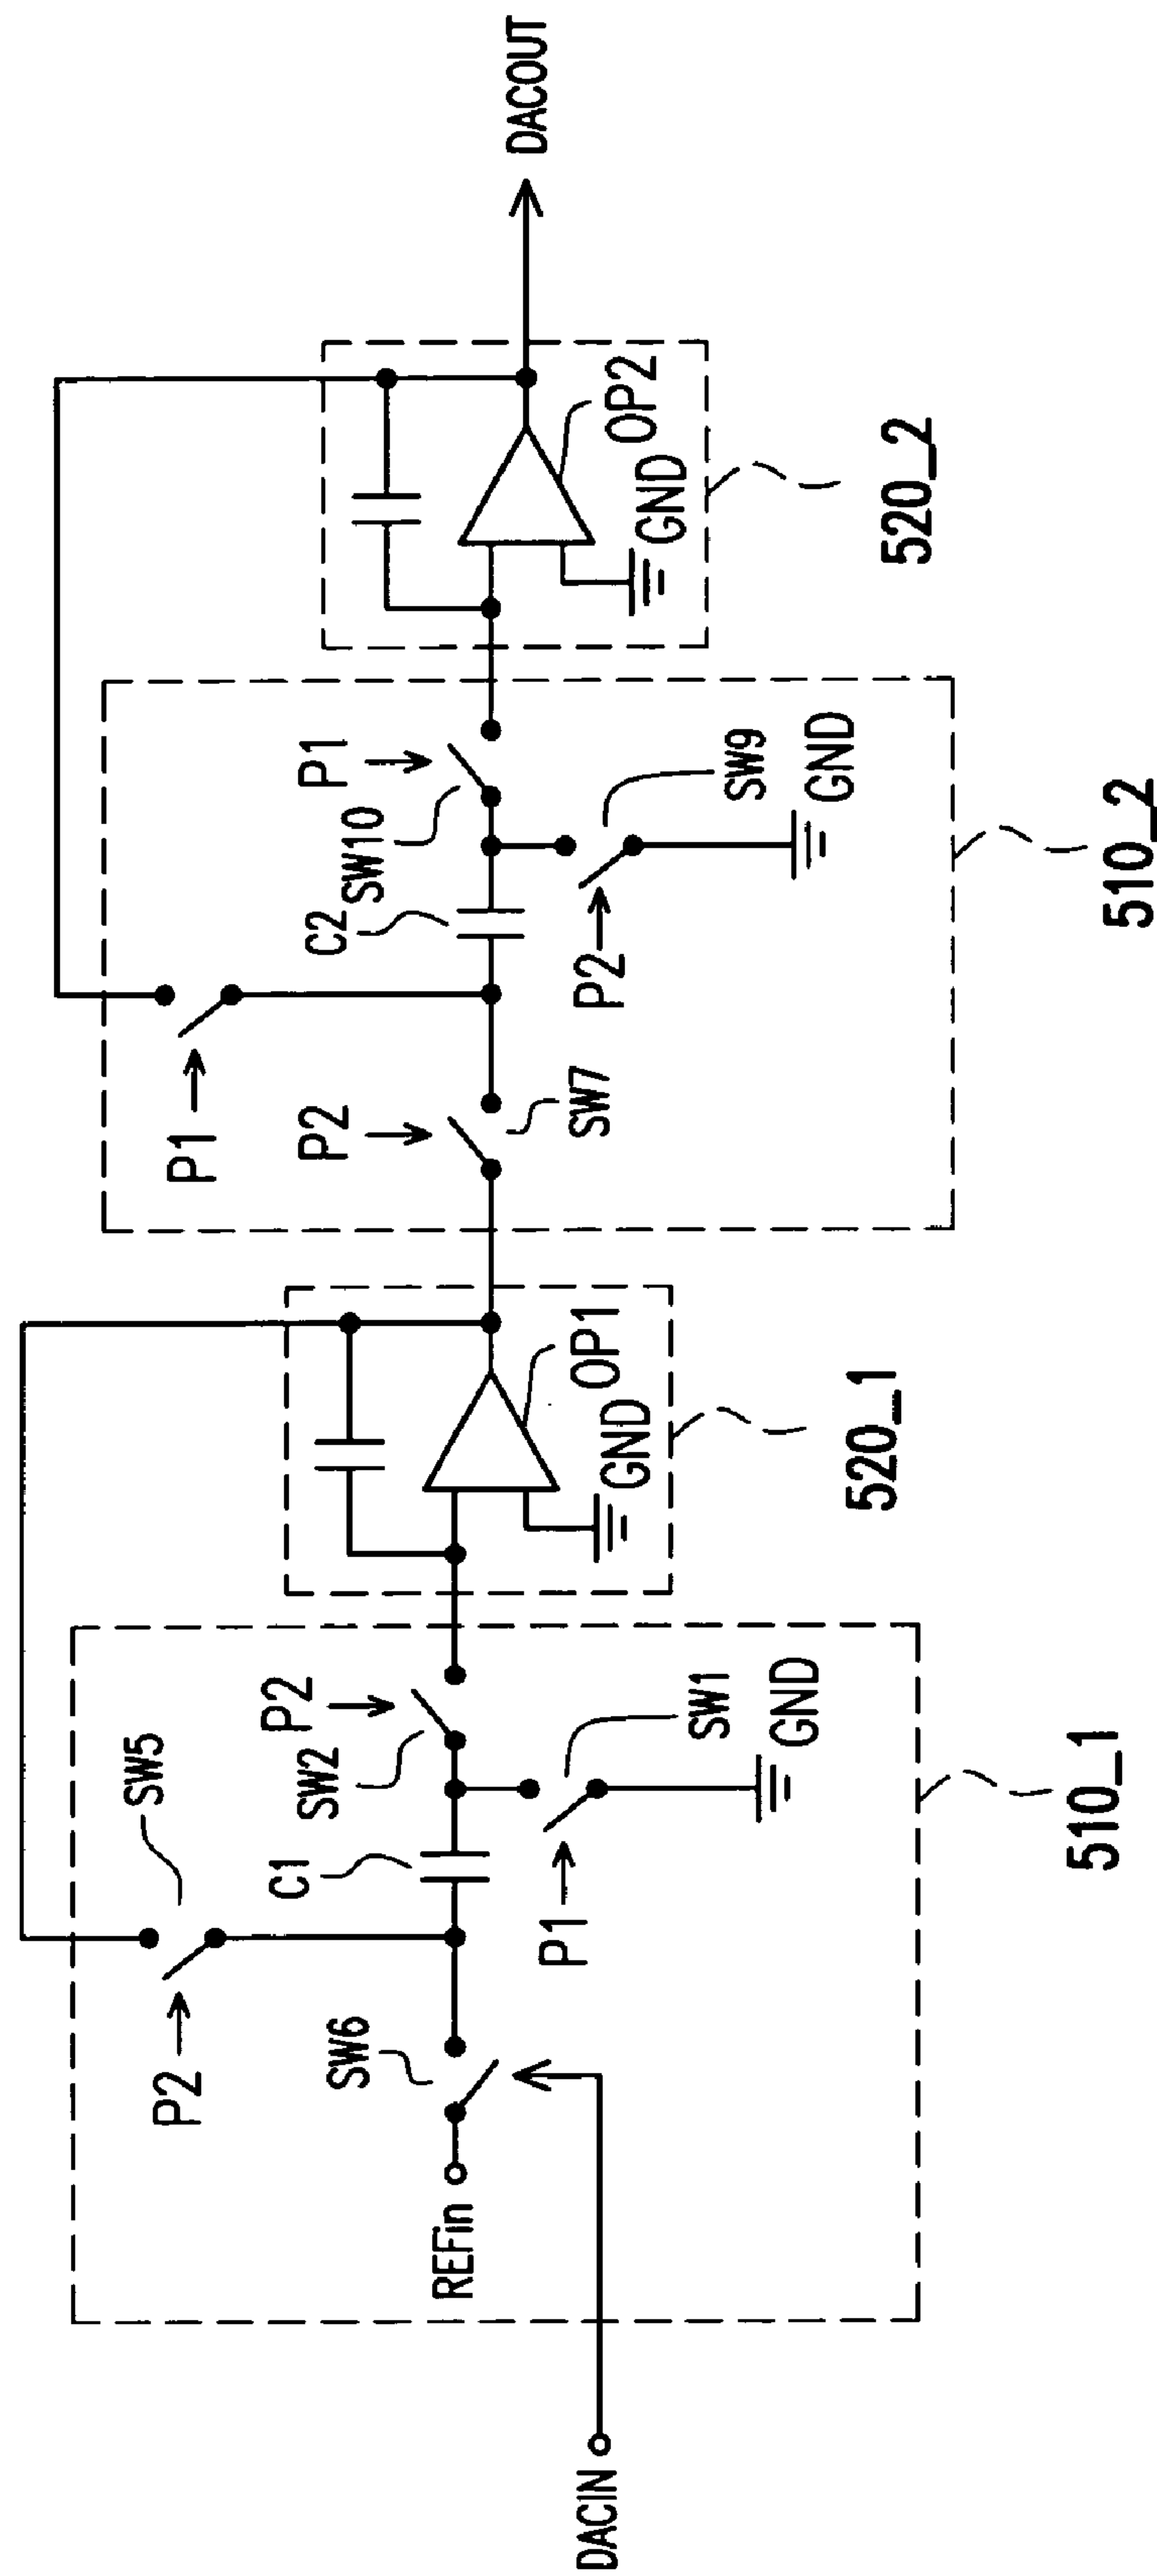 DACIN
REFin
SW6
P2
SW5
C1
SW2
P2
P1
SW1
GND
510_1
OP1
GND
520_1
P1
P2
SW7
C2
SW10
P1
P2
SW9
GND
510_2
OP2
GND
520_2
DACOUT